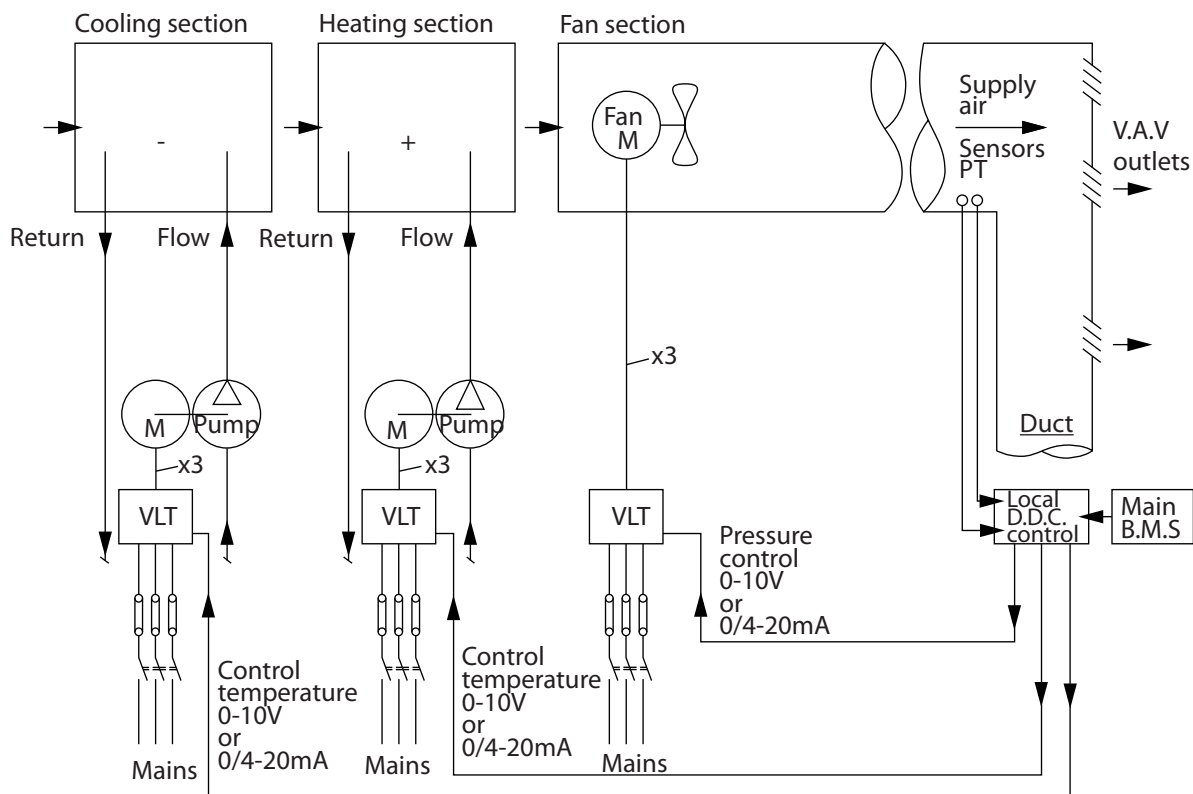 Cooling section
Heating section
Fan section
-
+
Fan
M
Supply
air
Sensors
PT
V.A.V
outlets
Return
Flow
Return
Flow
x3
M
Pump
M
Pump
Duct
x3
x3
VLT
VLT
VLT
Local
D.D.C.
control
Main
B.M.S
Pressure
control
0-10V
or
0/4-20mA
Control
temperature
0-10V
or
0/4-20mA
Control
temperature
0-10V
or
0/4-20mA
Mains
Mains
Mains